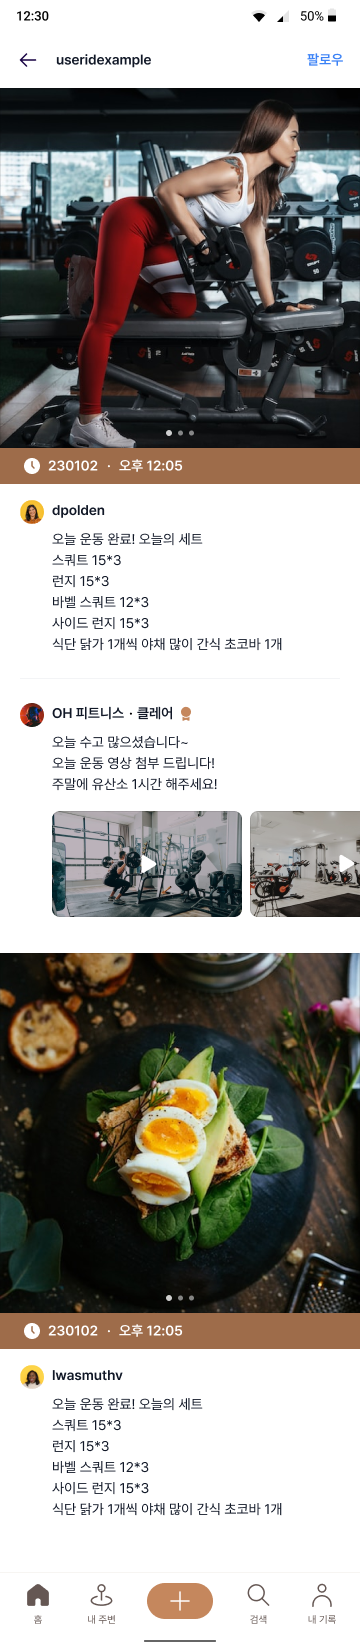 12:30
50%
useridexample
팔로우
230102 · 오후 12:05
dpolden
오늘 운동 완료! 오늘의 세트
스쿼트 15*3
런지 15*3
바벨 스쿼트 12*3
사이드 런지 15*3
식단 닭가 1개씩 야채 많이 간식 초코바 1개
OH 피트니스 · 클레어
오늘 수고 많으셨습니다~
오늘 운동 영상 첨부 드립니다!
주말에 유산소 1시간 해주세요!
230102 · 오후 12:05
lwasmuthv
오늘 운동 완료! 오늘의 세트
스쿼트 15*3
런지 15*3
바벨 스쿼트 12*3
사이드 런지 15*3
식단 닭가 1개씩 야채 많이 간식 초코바 1개
홈
내 주변
검색
내 기록